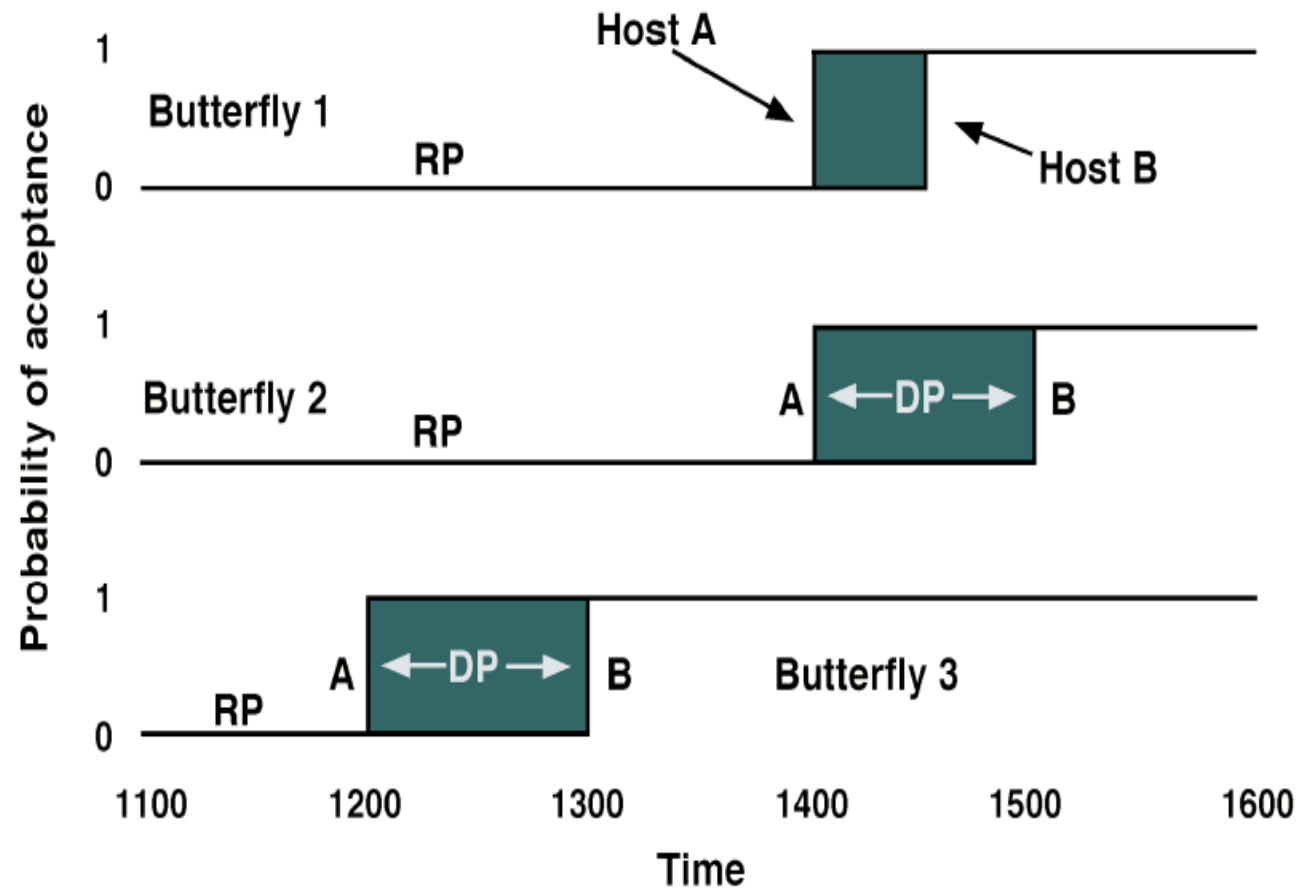 Probability of acceptance
1
Host A
Butterfly 1
RP
Host B
0
1
Butterfly 2
A
DP
B
RP
0
1
A
DP
B
Butterfly 3
RP
0
1100 1200 1300 1400 1500 1600
Time